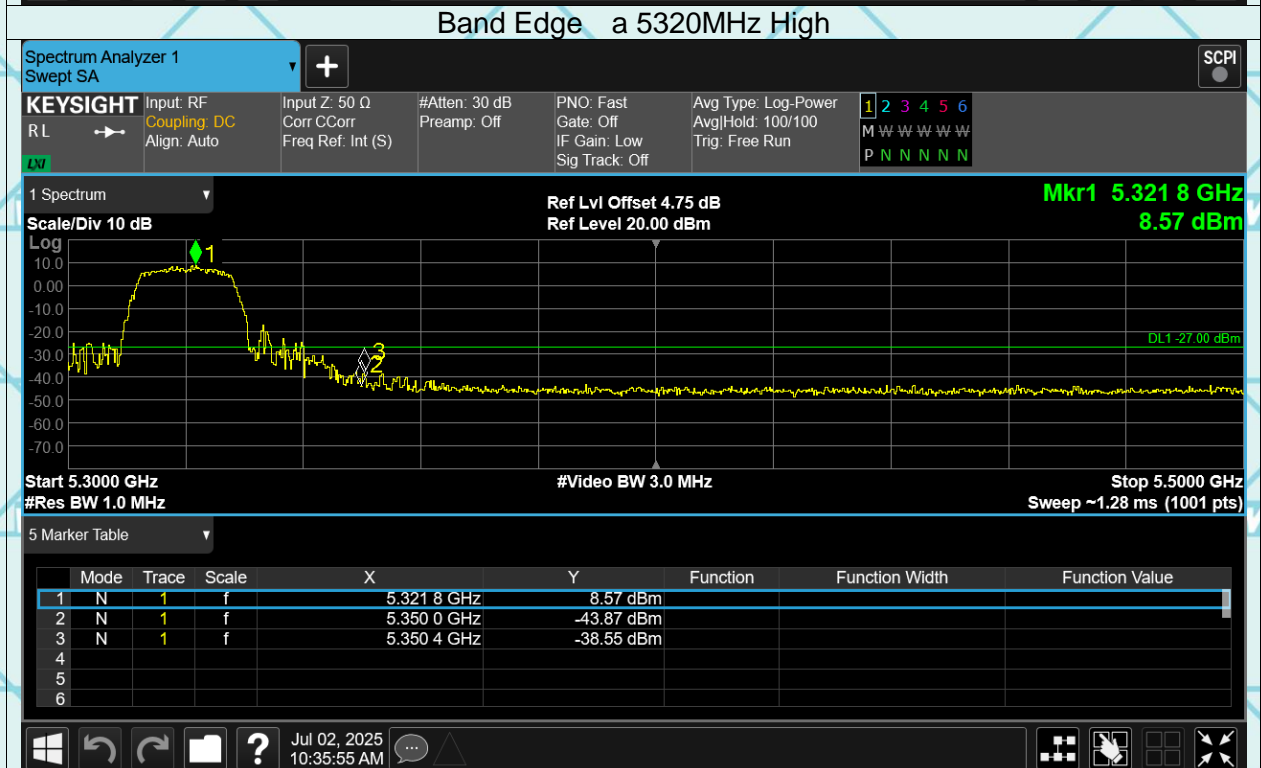 Band Edge a 5320MHz High
Spectrum Analyzer 1
Swept SA
+
SCPI
KEYSIGHT
R L
LXI
Input: RF
Coupling: DC
Align: Auto
Input Z: 50 Ω
Corr CCorr
Freq Ref: Int (S)
#Atten: 30 dB
Preamp: Off
PNO: Fast
Gate: Off
IF Gain: Low
Sig Track: Off
Avg Type: Log-Power
Avg|Hold: 100/100
Trig: Free Run
1 2 3 4 5 6
M W W W W W
P N N N N N
1 Spectrum
Scale/Div 10 dB
Ref Lvl Offset 4.75 dB
Ref Level 20.00 dBm
Mkr1 5.321 8 GHz
8.57 dBm
Log
10.0
0.00
-10.0
-20.0
-30.0
-40.0
-50.0
-60.0
-70.0
1
3
2
DL1 -27.00 dBm
Start 5.3000 GHz
#Res BW 1.0 MHz
#Video BW 3.0 MHz
Stop 5.5000 GHz
Sweep ~1.28 ms (1001 pts)
5 Marker Table
Mode Trace Scale X Y Function Function Width Function Value
1 N 1 f 5.321 8 GHz 8.57 dBm
2 N 1 f 5.350 0 GHz -43.87 dBm
3 N 1 f 5.350 4 GHz -38.55 dBm
4
5
6
?
Jul 02, 2025
10:35:55 AM